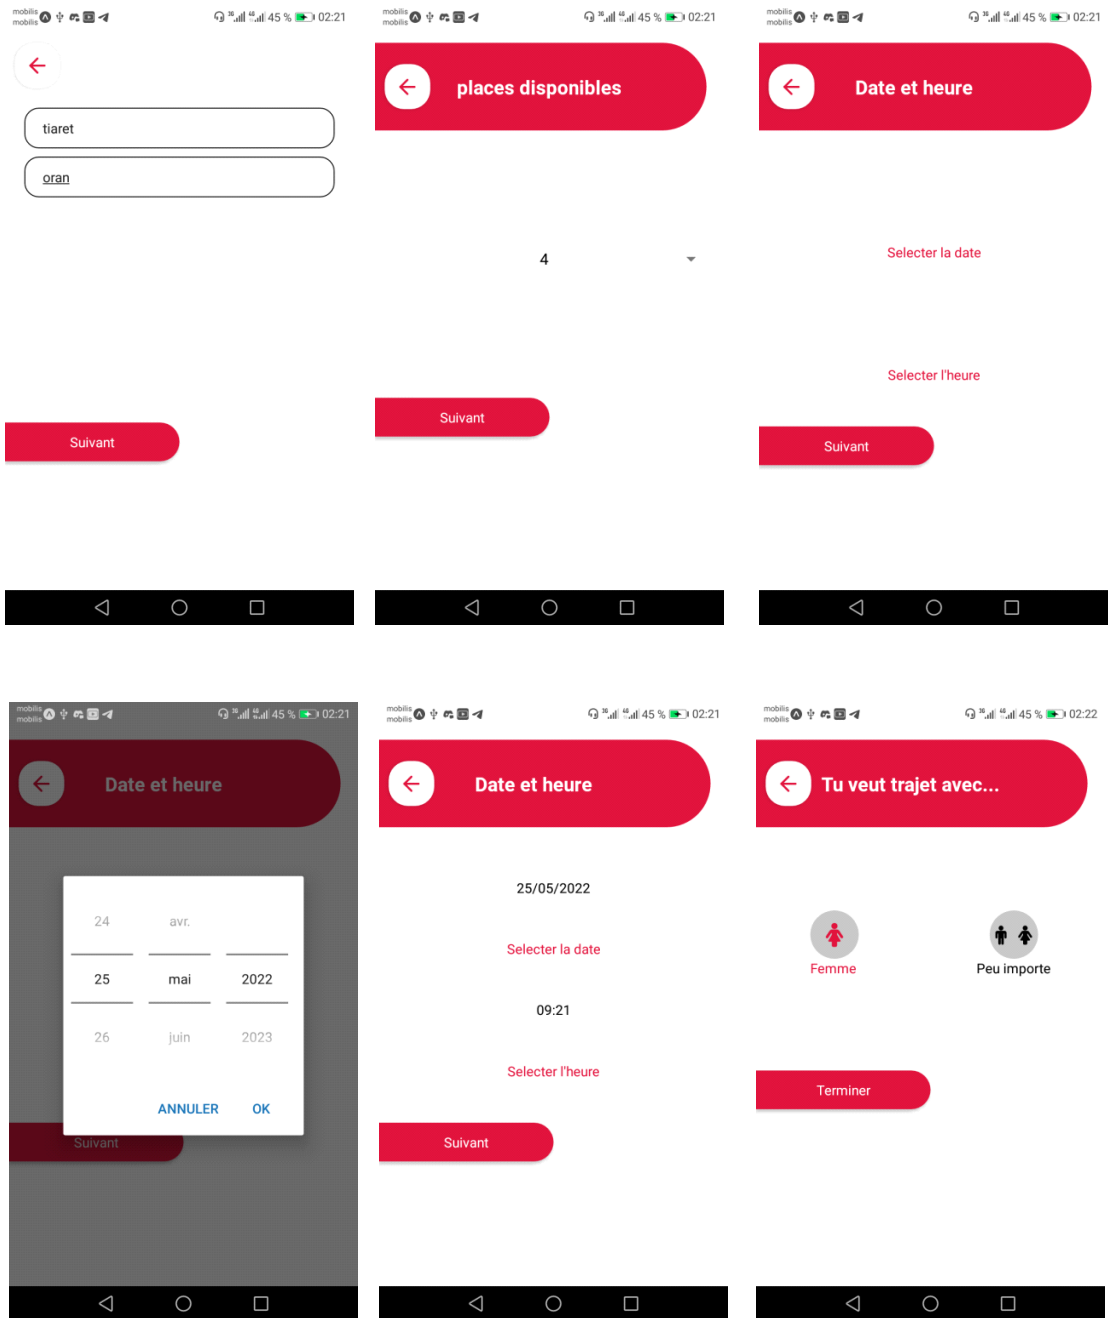 mobilis
mobilis
45 % 02:21
tiaret
oran
Suivant
mobilis
mobilis
45 % 02:21
places disponibles
4
Suivant
mobilis
mobilis
45 % 02:21
Date et heure
Selecter la date
Selecter l'heure
Suivant
mobilis
mobilis
45 % 02:21
Date et heure
24 avr.
25 mai 2022
26 juin 2023
ANNULER OK
Suivant
mobilis
mobilis
45 % 02:21
Date et heure
25/05/2022
Selecter la date
09:21
Selecter l'heure
Suivant
mobilis
mobilis
45 % 02:22
Tu veut trajet avec...
Femme Peu importe
Terminer